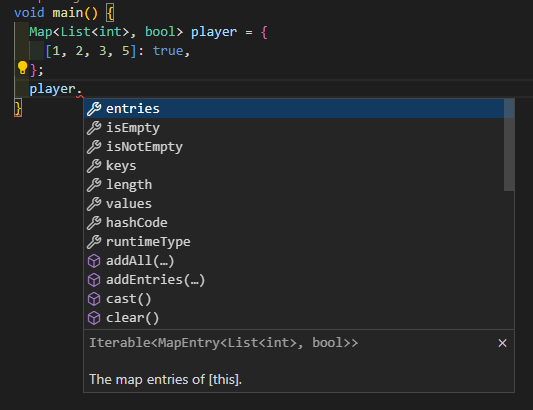 void main() {
Map<List<int>, bool> player = {
[1, 2, 3, 5]: true,
};
player.
}
entries
isEmpty
isNotEmpty
keys
length
values
hashCode
runtimeType
addAll(…)
addEntries(…)
cast()
clear()
Iterable<MapEntry<List<int>, bool>>
The map entries of [this].